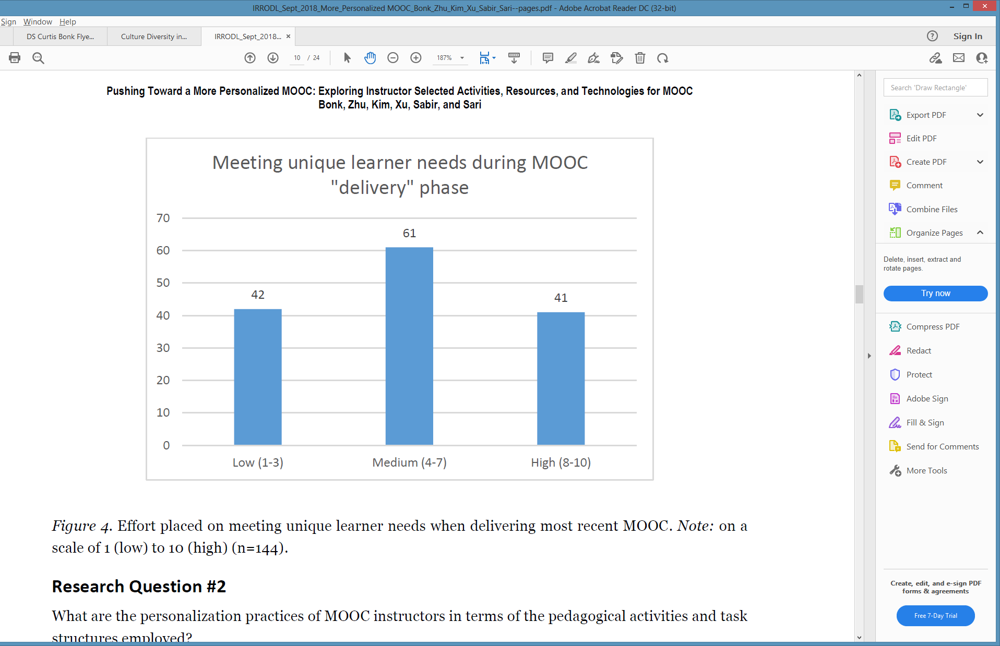 IRRODL_Sept_2018_More_Personalized MOOC_Bonk_Zhu_Kim_Xu_Sabir_Sari--pages.pdf - Adobe Acrobat Reader DC (32-bit)
Sign Window Help
DS Curtis Bonk Flye... Culture Diversity in... IRRODL_Sept_2018... × ? Sign In
10 / 24 187%
Pushing Toward a More Personalized MOOC: Exploring Instructor Selected Activities, Resources, and Technologies for MOOC
Bonk, Zhu, Kim, Xu, Sabir, and Sari
Meeting unique learner needs during MOOC
"delivery" phase
70
61
60
50
42
41
40
30
20
10
0
Low (1-3) Medium (4-7) High (8-10)
Figure 4. Effort placed on meeting unique learner needs when delivering most recent MOOC. Note: on a
scale of 1 (low) to 10 (high) (n=144).
Research Question #2
What are the personalization practices of MOOC instructors in terms of the pedagogical activities and task
structures employed?
Search 'Draw Rectangle'
Export PDF
Edit PDF
Create PDF
Comment
Combine Files
Organize Pages
Delete, insert, extract and
rotate pages.
Try now
Compress PDF
Redact
Protect
Adobe Sign
Fill & Sign
Send for Comments
More Tools
Create, edit, and e-sign PDF
forms & agreements
Free 7-Day Trial